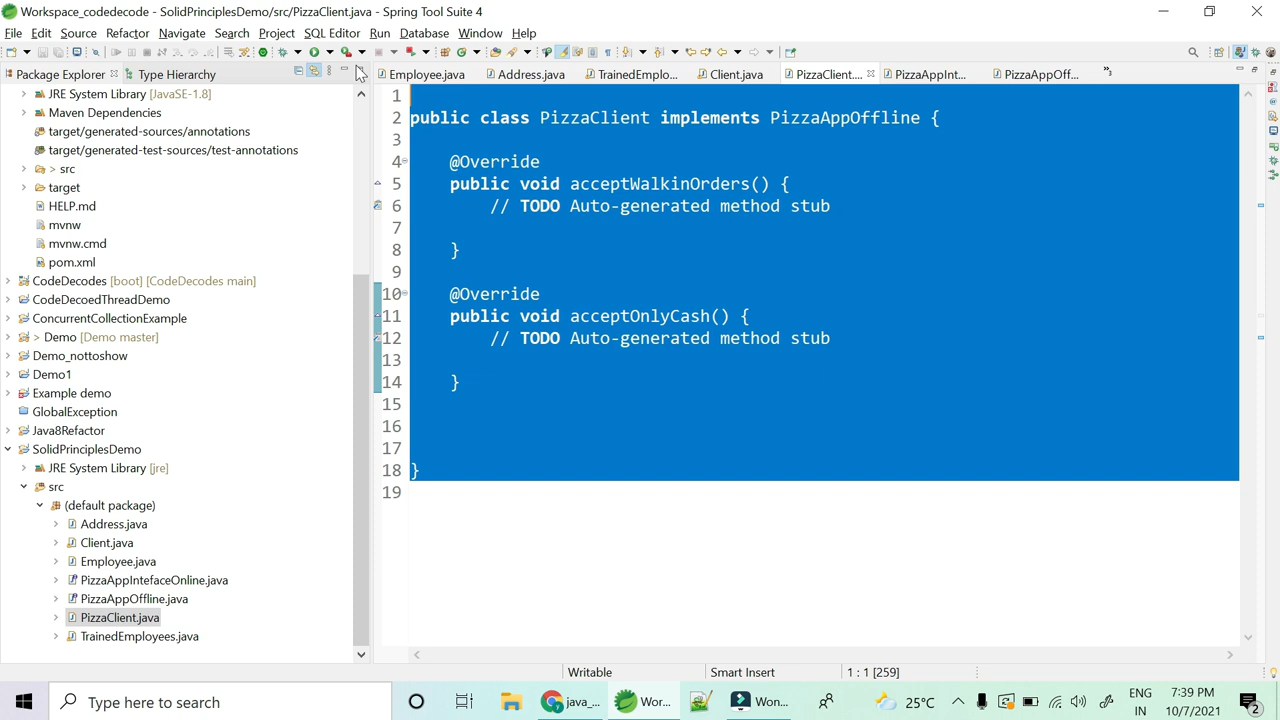 Workspace_codedecode - SolidPrinciplesDemo/src/PizzaClient.java - Spring Tool Suite 4
File Edit Source Refactor Navigate Search Project SQL Editor Run Database Window Help
Package Explorer Type Hierarchy
Employee.java Address.java TrainedEmplo... Client.java PizzaClient.... PizzaAppInt... PizzaAppOff...
JRE System Library [JavaSE-1.8]
Maven Dependencies
target/generated-sources/annotations
target/generated-test-sources/test-annotations
> src
target
HELP.md
mvnw
mvnw.cmd
pom.xml
CodeDecodes [boot] [CodeDecodes main]
CodeDecoedThreadDemo
ConcurrentCollectionExample
> Demo [Demo master]
Demo_nottoshow
Demo1
Example demo
GlobalException
Java8Refactor
SolidPrinciplesDemo
JRE System Library [jre]
src
(default package)
Address.java
Client.java
Employee.java
PizzaAppIntefaceOnline.java
PizzaAppOffline.java
PizzaClient.java
TrainedEmployees.java
1
2 public class PizzaClient implements PizzaAppOffline {
3
4 @Override
5 public void acceptWalkinOrders() {
6 // TODO Auto-generated method stub
7
8 }
9
10 @Override
11 public void acceptOnlyCash() {
12 // TODO Auto-generated method stub
13
14 }
15
16
17
18 }
19
Writable Smart Insert 1 : 1 [259]
Type here to search
java_... Wor... Won...
25°C
ENG
IN
7:39 PM
10/7/2021
2